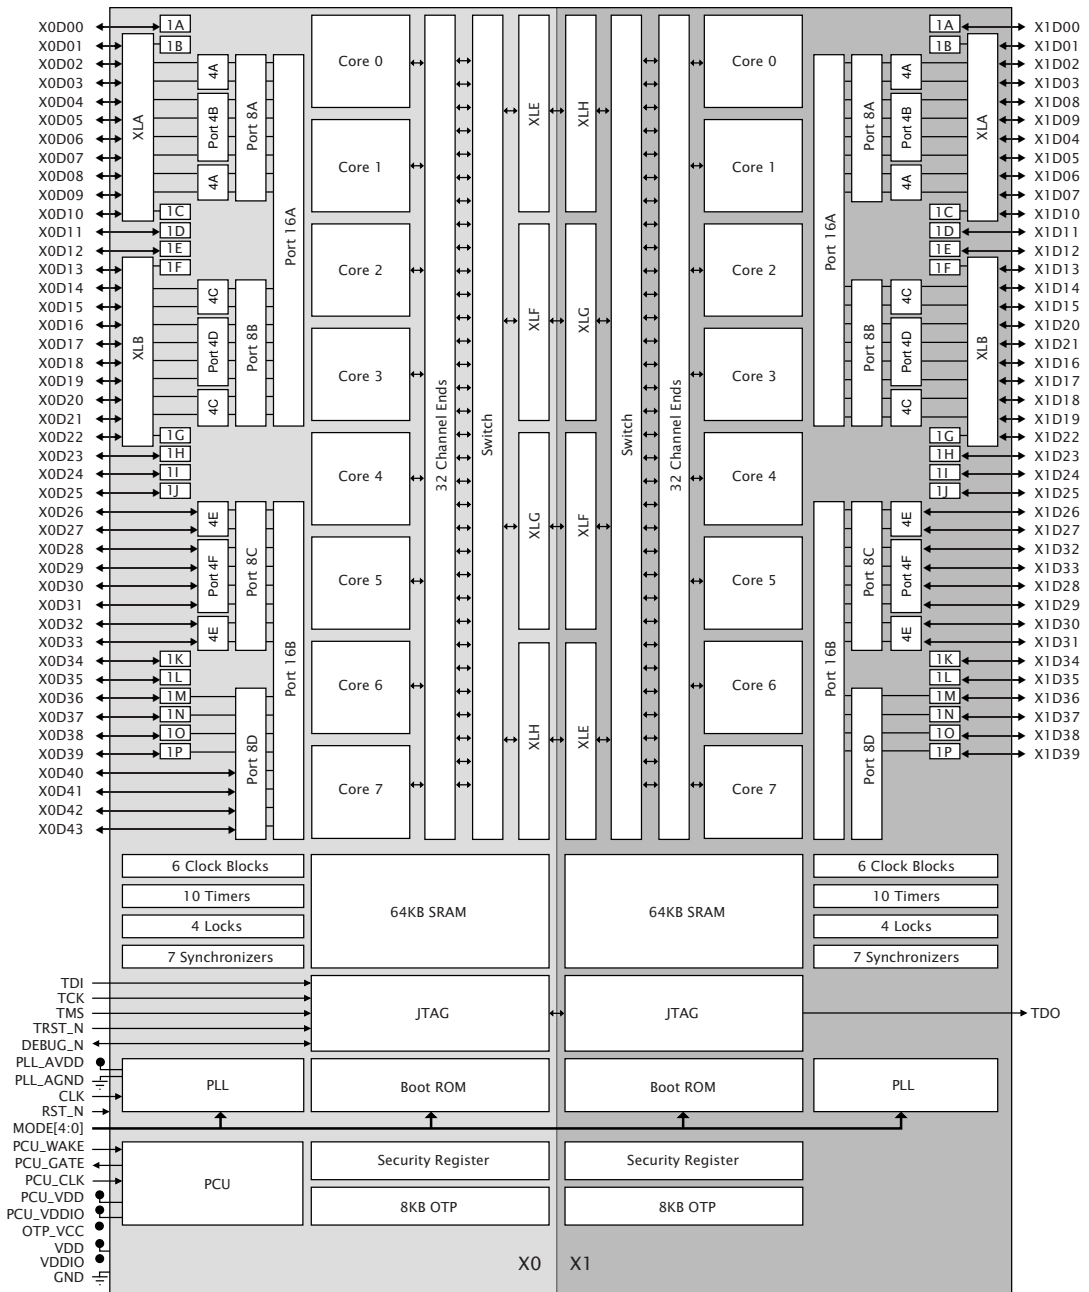 X0D00
X0D01
X0D02
X0D03
X0D04
X0D05
X0D06
X0D07
X0D08
X0D09
X0D10
X0D11
X0D12
X0D13
X0D14
X0D15
X0D16
X0D17
X0D18
X0D19
X0D20
X0D21
X0D22
X0D23
X0D24
X0D25
X0D26
X0D27
X0D28
X0D29
X0D30
X0D31
X0D32
X0D33
X0D34
X0D35
X0D36
X0D37
X0D38
X0D39
X0D40
X0D41
X0D42
X0D43
XLA
XLB
1A
1B
1C
1D
1E
1F
1G
1H
1I
1J
1K
1L
1M
1N
1O
1P
4A
Port 4B
4A
4C
Port 4D
4C
4E
Port 4F
4E
Port 8A
Port 8B
Port 8C
Port 8D
Port 16A
Port 16B
Core 0
Core 1
Core 2
Core 3
Core 4
Core 5
Core 6
Core 7
32 Channel Ends
Switch
XLE
XLF
XLG
XLH
XLH
XLG
XLF
XLE
Switch
32 Channel Ends
Core 0
Core 1
Core 2
Core 3
Core 4
Core 5
Core 6
Core 7
Port 16A
Port 16B
Port 8A
Port 8B
Port 8C
Port 8D
4A
Port 4B
4A
4C
Port 4D
4C
4E
Port 4F
4E
1A
1B
1C
1D
1E
1F
1G
1H
1I
1J
1K
1L
1M
1N
1O
1P
XLA
XLB
X1D00
X1D01
X1D02
X1D03
X1D08
X1D09
X1D04
X1D05
X1D06
X1D07
X1D10
X1D11
X1D12
X1D13
X1D14
X1D15
X1D20
X1D21
X1D16
X1D17
X1D18
X1D19
X1D22
X1D23
X1D24
X1D25
X1D26
X1D27
X1D32
X1D33
X1D28
X1D29
X1D30
X1D31
X1D34
X1D35
X1D36
X1D37
X1D38
X1D39
6 Clock Blocks
10 Timers
4 Locks
7 Synchronizers
64KB SRAM
64KB SRAM
6 Clock Blocks
10 Timers
4 Locks
7 Synchronizers
TDI
TCK
TMS
TRST_N
DEBUG_N
JTAG
JTAG
TDO
PLL_AVDD
PLL_AGND
CLK
RST_N
MODE[4:0]
PLL
Boot ROM
Boot ROM
PLL
PCU_WAKE
PCU_GATE
PCU_CLK
PCU_VDD
PCU_VDDIO
OTP_VCC
VDD
VDDIO
GND
PCU
Security Register
8KB OTP
Security Register
8KB OTP
X0
X1